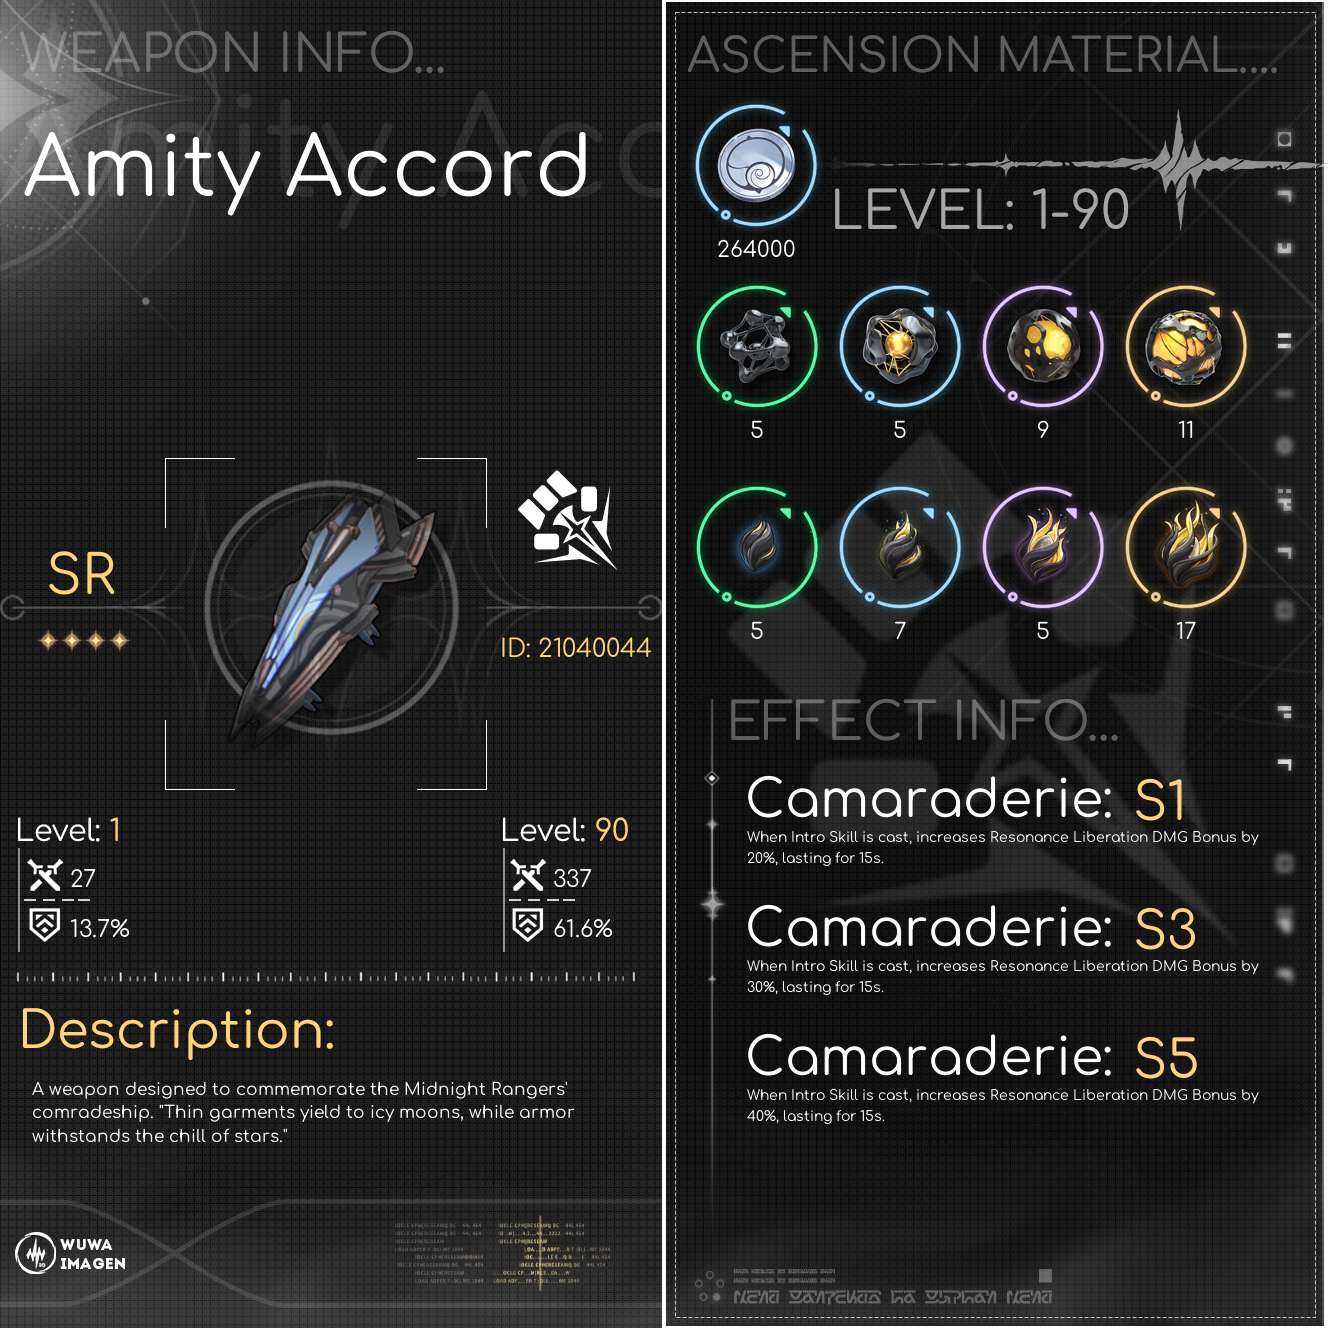 WEAPON INFO...
Amity Accord
SR
ID: 21040044
Level: 1
27
13.7%
Level: 90
337
61.6%
Description:
A weapon designed to commemorate the Midnight Rangers'
comradeship. "Thin garments yield to icy moons, while armor
withstands the chill of stars."
WUWA
IMAGEN
ASCENSION MATERIAL....
264000
LEVEL: 1-90
5
5
9
11
5
7
5
17
EFFECT INFO...
Camaraderie: S1
When Intro Skill is cast, increases Resonance Liberation DMG Bonus by
20%, lasting for 15s.
Camaraderie: S3
When Intro Skill is cast, increases Resonance Liberation DMG Bonus by
30%, lasting for 15s.
Camaraderie: S5
When Intro Skill is cast, increases Resonance Liberation DMG Bonus by
40%, lasting for 15s.